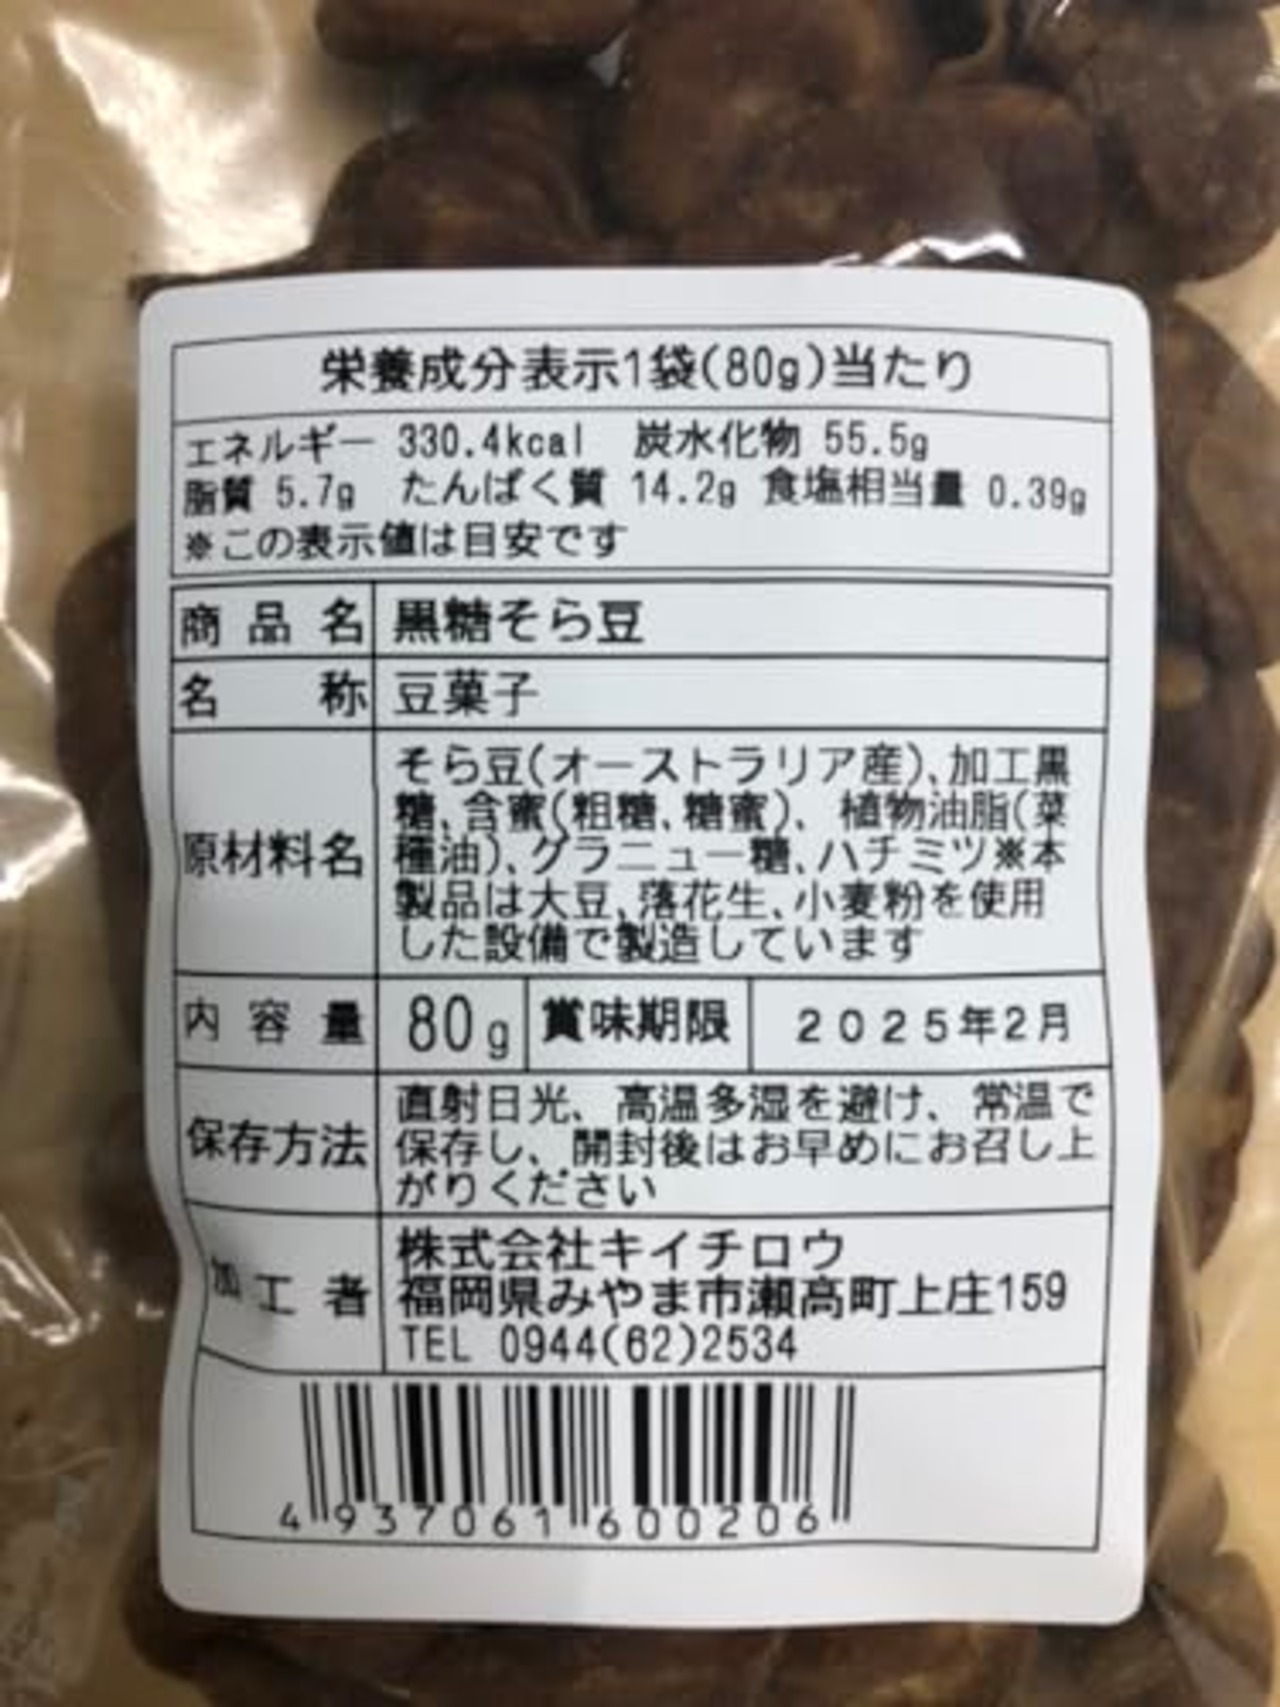 栄養成分表示1袋(80g)当たり
エネルギー 330.4kcal 炭水化物 55.5g
脂質 5.7g たんぱく質 14.2g 食塩相当量 0.39g
※この表示値は目安です
商品名 黒糖そら豆
名称 豆菓子
原材料名
そら豆(オーストラリア産)、加工黒
糖、含蜜(粗糖、糖蜜)、植物油脂(菜
種油)、グラニュー糖、ハチミツ※本
製品は大豆、落花生、小麦粉を使用
した設備で製造しています
内容量 80g 賞味期限 2025年2月
保存方法
直射日光、高温多湿を避け、常温で
保存し、開封後はお早めにお召し上
がりください
加工者
株式会社キイチロウ
福岡県みやま市瀬高町上庄159
TEL 0944(62)2534
4937061600206